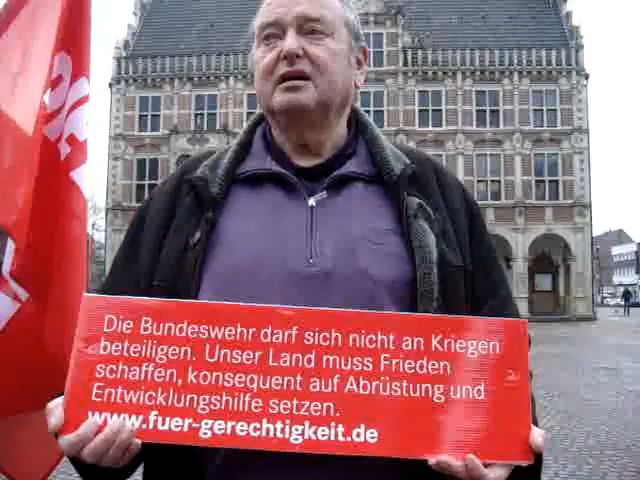 Die Bundeswehr darf sich nicht an Kriegen
beteiligen. Unser Land muss Frieden
schaffen, konsequent auf Abrüstung und
Entwicklungshilfe setzen.
www.fuer-gerechtigkeit.de